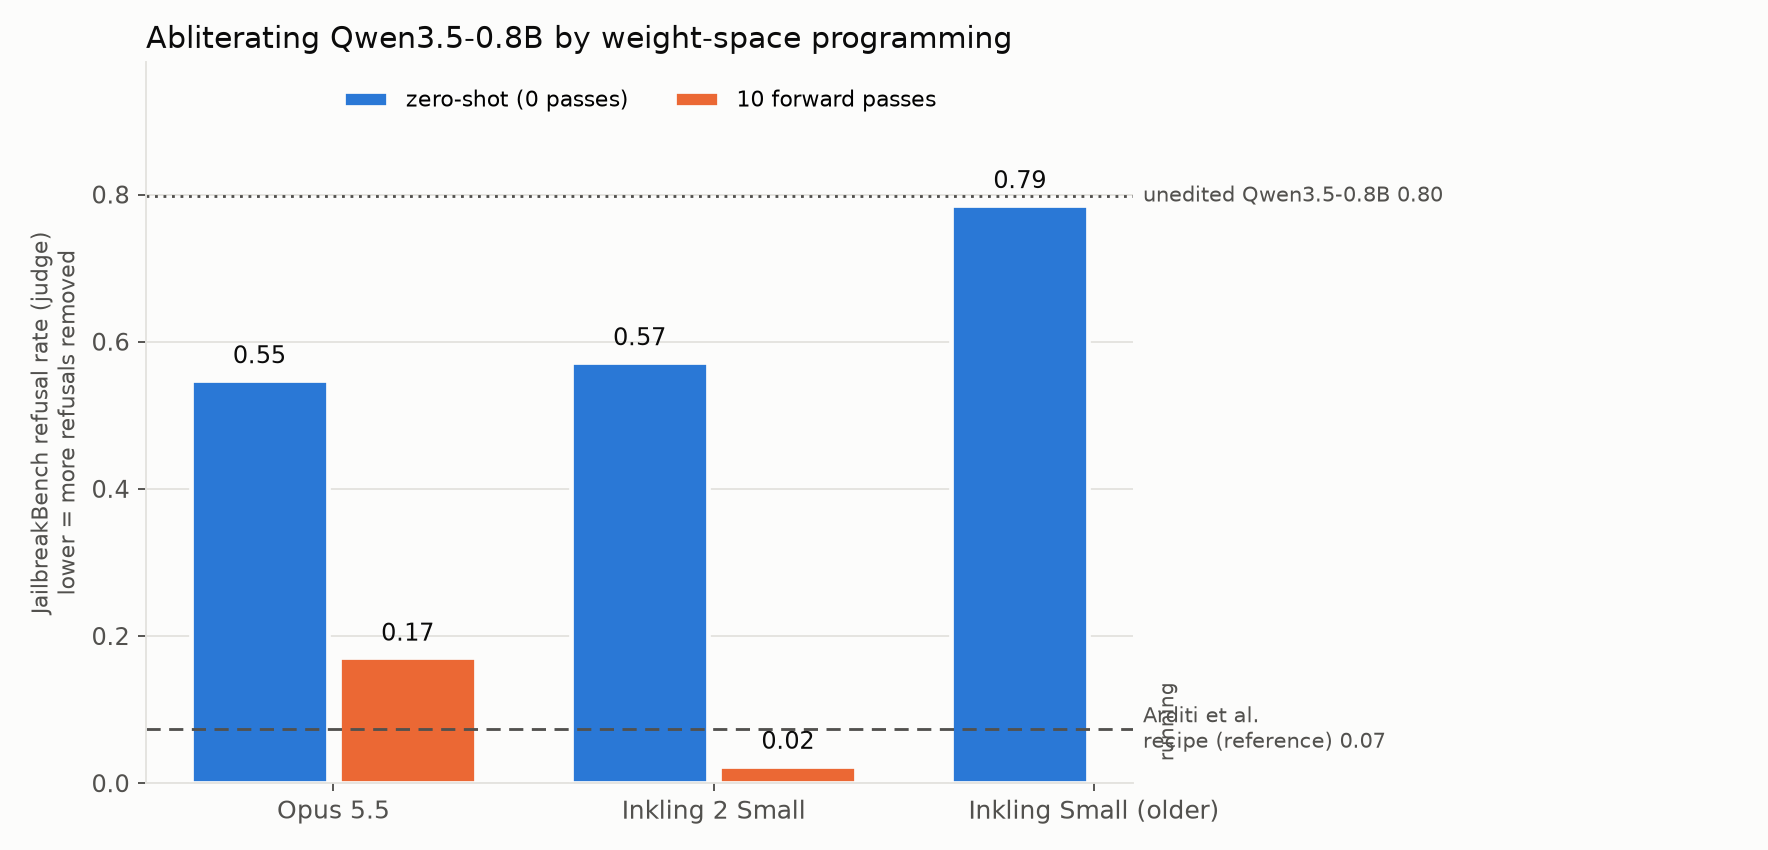 Abliterating Qwen3.5-0.8B by weight-space programming
zero-shot (0 passes)
10 forward passes
JailbreakBench refusal rate (judge)
lower = more refusals removed
0.8
0.6
0.4
0.2
0.0
0.55
0.17
0.57
0.02
0.79
unedited Qwen3.5-0.8B 0.80
running
Arditi et al.
recipe (reference) 0.07
Opus 5.5
Inkling 2 Small
Inkling Small (older)